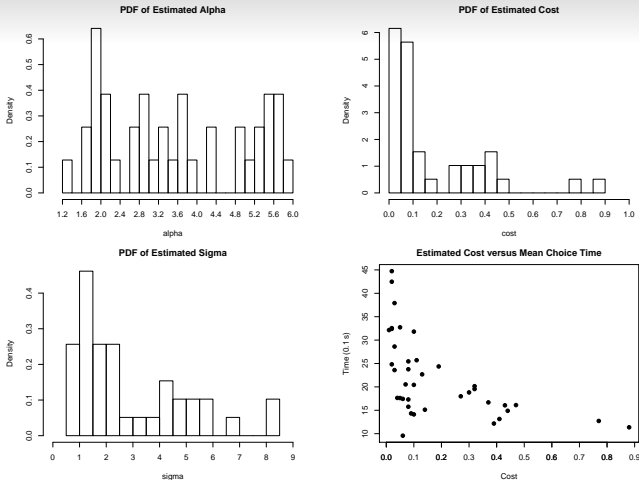 PDF of Estimated Alpha
Density
0.0 0.1 0.2 0.3 0.4 0.5 0.6
1.2 1.6 2.0 2.4 2.8 3.2 3.6 4.0 4.4 4.8 5.2 5.6 6.0
alpha
PDF of Estimated Cost
Density
0 1 2 3 4 5 6
0.0 0.1 0.2 0.3 0.4 0.5 0.6 0.7 0.8 0.9 1.0
cost
PDF of Estimated Sigma
Density
0.0 0.1 0.2 0.3 0.4
0 1 2 3 4 5 6 7 8 9
sigma
Estimated Cost versus Mean Choice Time
Time (0.1 s)
10 15 20 25 30 35 40 45
0.0 0.1 0.2 0.3 0.4 0.5 0.6 0.7 0.8 0.9
Cost